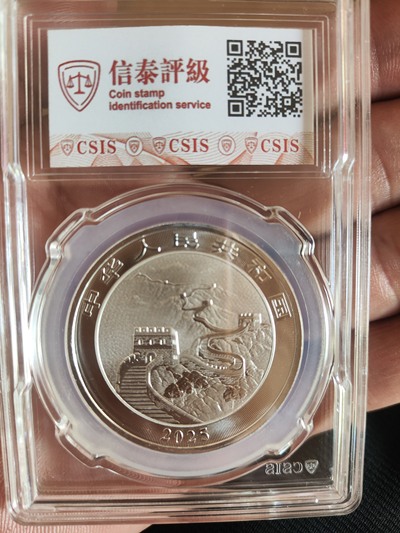 信泰評級
Coin stamp
identification service
CSIS CSIS CSIS
中华人民共和国
2025
CSIS